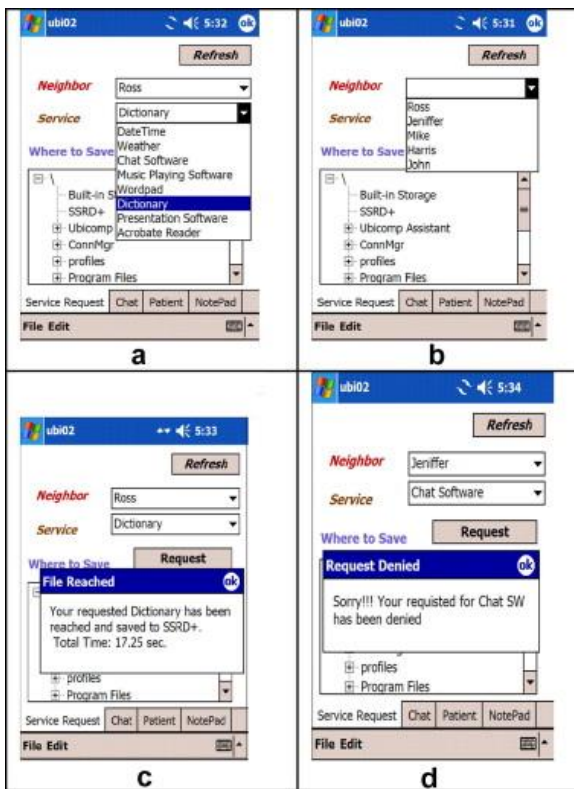 ubi02 5:32 ok
Refresh
Neighbor Ross
Service Dictionary
DateTime
Weather
Where to Save Chat Software
Music Playing Software
\ Wordpad
Built-in Storage Dictionary
SSRD+ Presentation Software
Ubicomp Acrobate Reader
ConnMgr
profiles
Program Files
Service Request Chat Patient NotePad
File Edit
a
ubi02 5:31 ok
Refresh
Neighbor
Service Ross
Jeniffer
Mike
Where to Save Harris
John
\
Built-in Storage
SSRD+
Ubicomp Assistant
ConnMgr
profiles
Program Files
Service Request Chat Patient NotePad
File Edit
b
ubi02 5:33
Refresh
Neighbor Ross
Service Dictionary
Where to Save Request
File Reached ok
Your requested Dictionary has been
reached and saved to SSRD+.
Total Time: 17.25 sec.
profiles
Program Files
Service Request Chat Patient NotePad
File Edit
c
ubi02 5:34
Refresh
Neighbor Jeniffer
Service Chat Software
Where to Save Request
Request Denied ok
Sorry!!! Your requisted for Chat SW
has been denied
profiles
Program Files
Service Request Chat Patient NotePad
File Edit
d